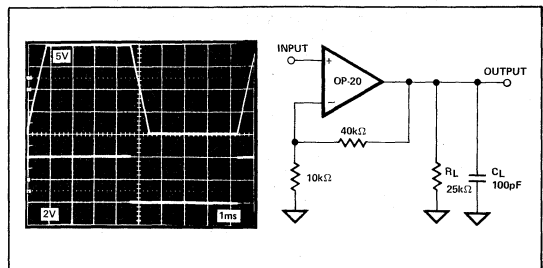 5V
2V
1ms
INPUT
+
OP-20
−
OUTPUT
40kΩ
10kΩ
RL
25kΩ
CL
100pF